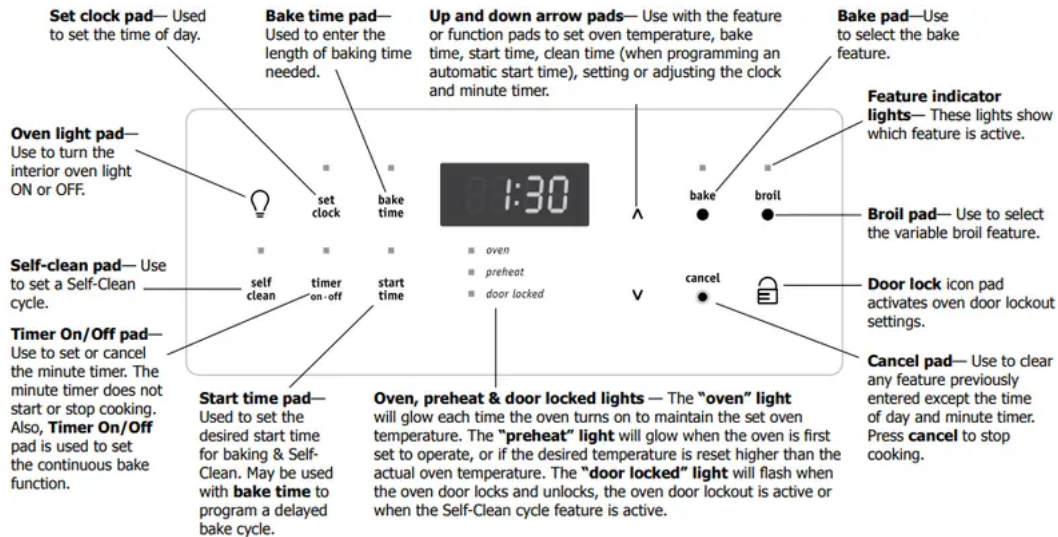 Set clock pad— Used
to set the time of day.
Bake time pad—
Used to enter the
length of baking time
needed.
Up and down arrow pads— Use with the feature
or function pads to set oven temperature, bake
time, start time, clean time (when programming an
automatic start time), setting or adjusting the clock
and minute timer.
Bake pad—Use
to select the bake
feature.
Feature indicator
lights— These lights show
which feature is active.
Oven light pad—
Use to turn the
interior oven light
ON or OFF.
set
clock
bake
time
1:30
bake
broil
Broil pad— Use to select
the variable broil feature.
Self-clean pad— Use
to set a Self-Clean
cycle.
self
clean
timer
on-off
start
time
oven
preheat
door locked
cancel
Door lock icon pad
activates oven door lockout
settings.
Timer On/Off pad—
Use to set or cancel
the minute timer. The
minute timer does not
start or stop cooking.
Also, Timer On/Off
pad is used to set
the continuous bake
function.
Start time pad—
Used to set the
desired start time
for baking & Self-
Clean. May be used
with bake time to
program a delayed
bake cycle.
Oven, preheat & door locked lights — The “oven” light
will glow each time the oven turns on to maintain the set oven
temperature. The “preheat” light will glow when the oven is first
set to operate, or if the desired temperature is reset higher than the
actual oven temperature. The “door locked” light will flash when
the oven door locks and unlocks, the oven door lockout is active or
when the Self-Clean cycle feature is active.
Cancel pad— Use to clear
any feature previously
entered except the time
of day and minute timer.
Press cancel to stop
cooking.